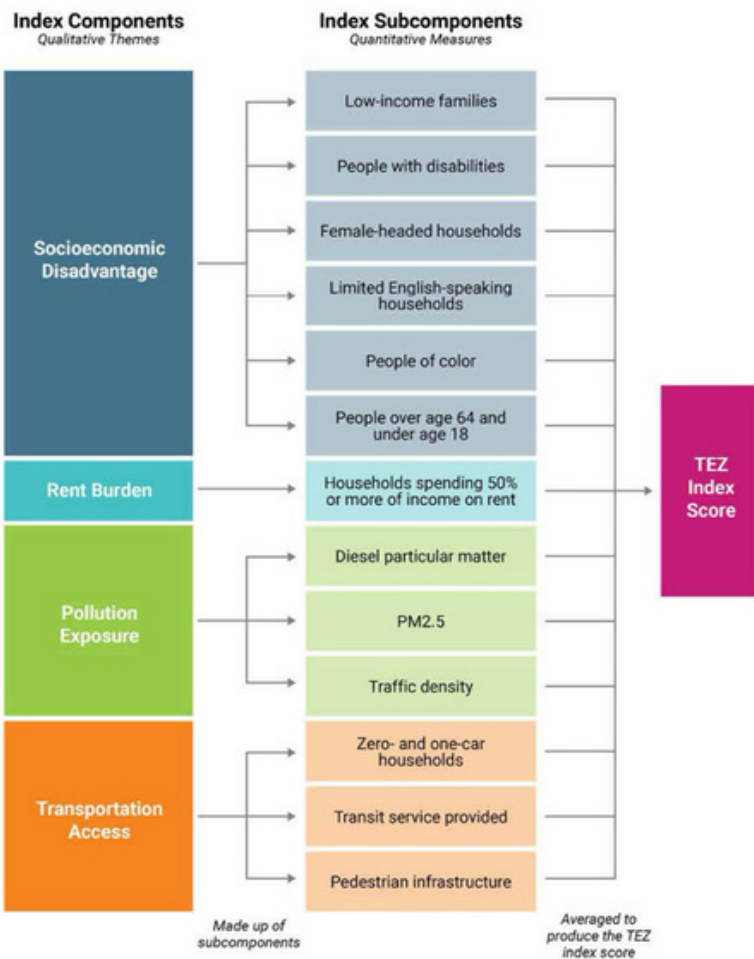 Index Components
Qualitative Themes
Index Subcomponents
Quantitative Measures
Socioeconomic
Disadvantage
Low-income families
People with disabilities
Female-headed households
Limited English-speaking
households
People of color
People over age 64 and
under age 18
Rent Burden
Households spending 50%
or more of income on rent
Pollution
Exposure
Diesel particular matter
PM2.5
Traffic density
Transportation
Access
Zero- and one-car
households
Transit service provided
Pedestrian infrastructure
TEZ
Index
Score
Made up of
subcomponents
Averaged to
produce the TEZ
index score